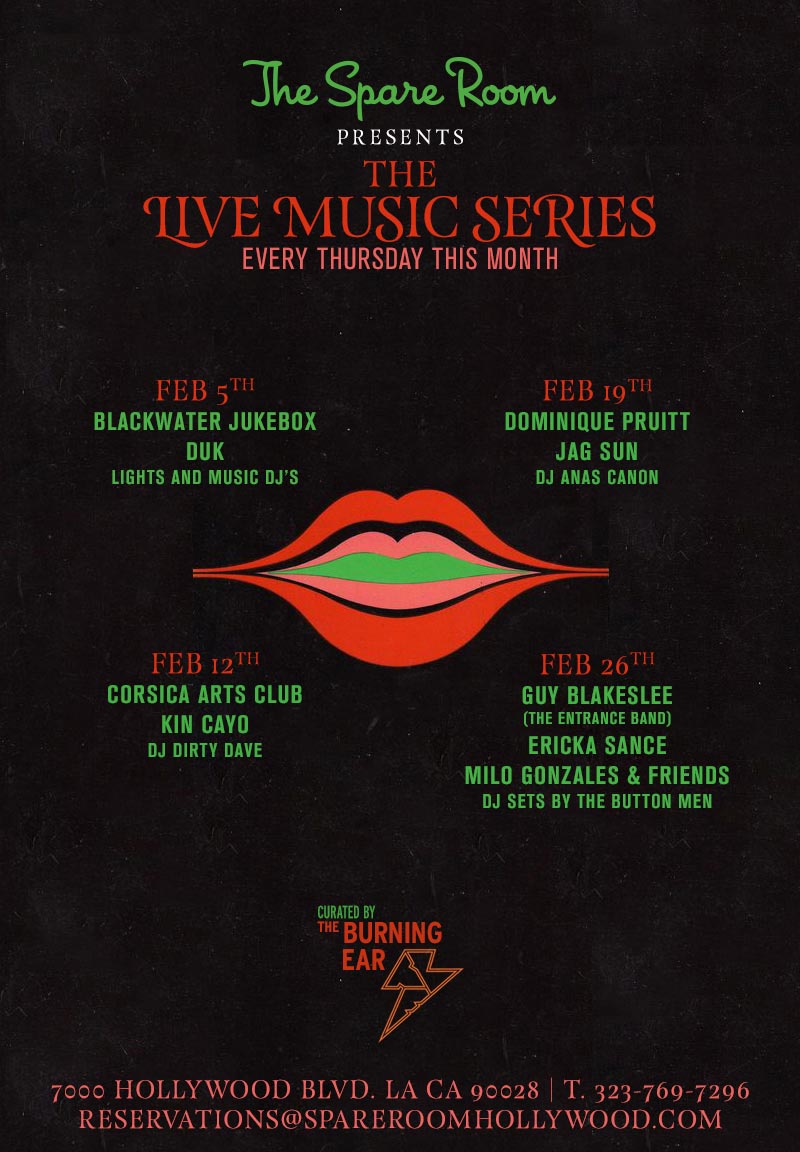 The Spare Room
PRESENTS
THE
LIVE MUSIC SERIES
EVERY THURSDAY THIS MONTH
FEB 5TH
BLACKWATER JUKEBOX
DUK
LIGHTS AND MUSIC DJ'S
FEB 12TH
CORSICA ARTS CLUB
KIN CAYO
DJ DIRTY DAVE
FEB 19TH
DOMINIQUE PRUITT
JAG SUN
DJ ANAS CANON
FEB 26TH
GUY BLAKESLEE
(THE ENTRANCE BAND)
ERICKA SANCE
MILO GONZALES & FRIENDS
DJ SETS BY THE BUTTON MEN
CURATED BY
THE BURNING
EAR
7000 HOLLYWOOD BLVD. LA CA 90028 | T. 323-769-7296
RESERVATIONS@SPAREROOMHOLLYWOOD.COM